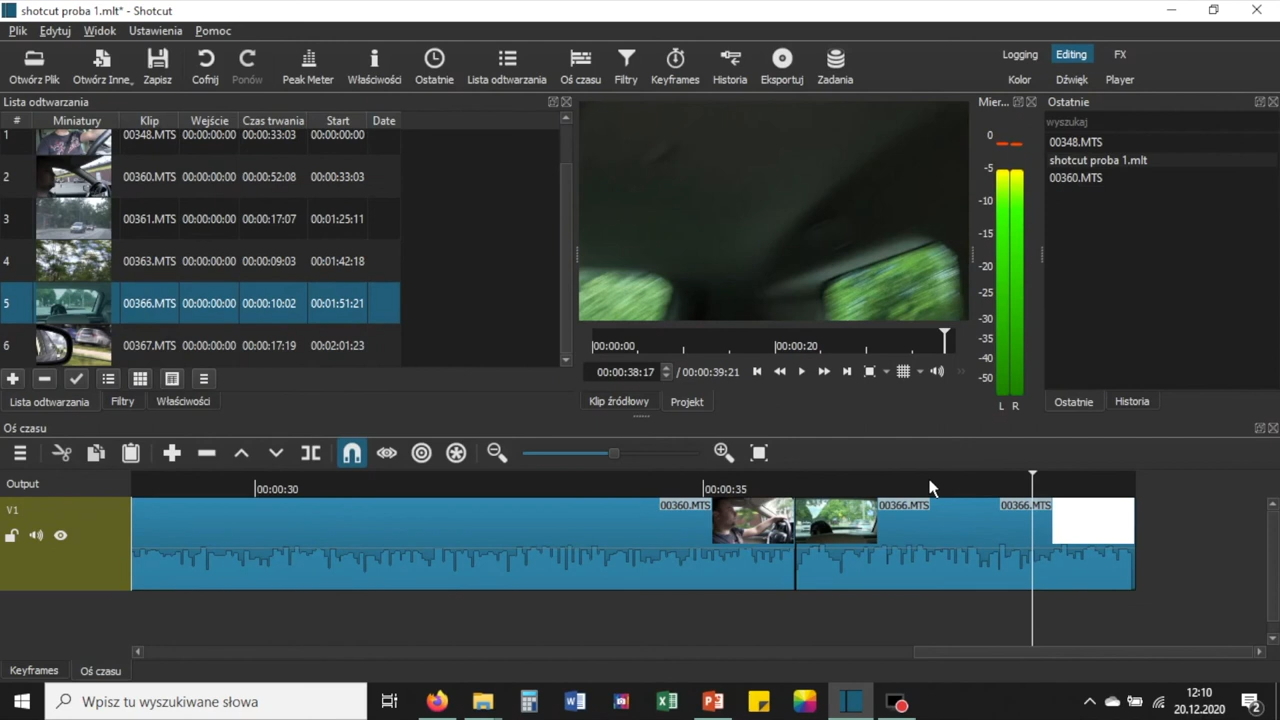 shotcut proba 1.mlt* - Shotcut
Plik Edytuj Widok Ustawienia Pomoc
Otwórz Plik Otwórz Inne, Zapisz Cofnij Ponów Peak Meter Właściwości Ostatnie Lista odtwarzania Oś czasu Filtry Keyframes Historia Eksportuj Zadania
Logging Editing FX
Kolor Dźwięk Player
Lista odtwarzania
# Miniatury Klip Wejście Czas trwania Start Date
1 00348.MTS 00:00:00:00 00:00:33:03 00:00:00:00
2 00360.MTS 00:00:00:00 00:00:52:08 00:00:33:03
3 00361.MTS 00:00:00:00 00:00:17:07 00:01:25:11
4 00363.MTS 00:00:00:00 00:00:09:03 00:01:42:18
5 00366.MTS 00:00:00:00 00:00:10:02 00:01:51:21
6 00367.MTS 00:00:00:00 00:00:17:19 00:02:01:23
Lista odtwarzania Filtry Właściwości
00:00:00 00:00:20
00:00:38:17 / 00:00:39:21
Klip źródłowy Projekt
Mier...
0
-5
-10
-15
-20
-25
-30
-35
-40
-50
L R
Ostatnie
wyszukaj
00348.MTS
shotcut proba 1.mlt
00360.MTS
Ostatnie Historia
Oś czasu
Output
00:00:30 00:00:35
V1
00360.MTS 00366.MTS 00366.MTS
Keyframes Oś czasu
Wpisz tu wyszukiwane słowa
12:10
20.12.2020
2